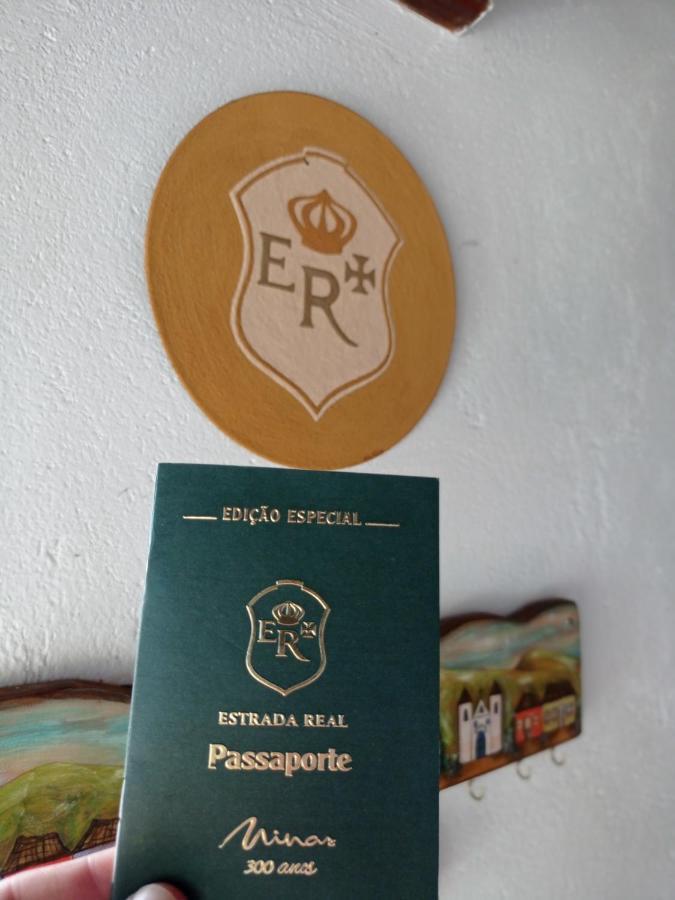 ER
EDIÇÃO ESPECIAL
ER
ESTRADA REAL
Passaporte
Minas
300 anos